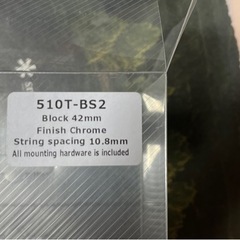 510T-BS2
Block 42mm
Finish Chrome
String spacing 10.8mm
All mounting hardware is included